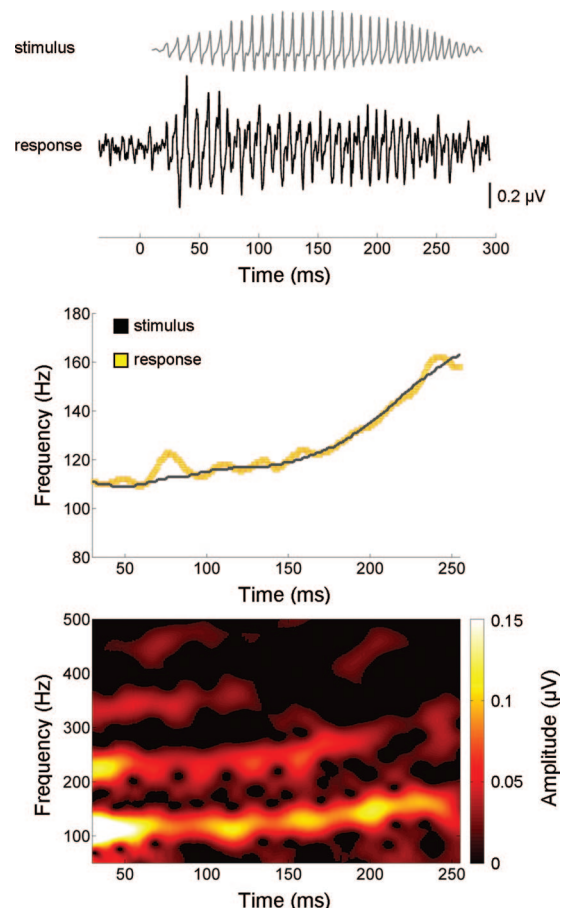 stimulus
response
0.2 µV
0 50 100 150 200 250 300
Time (ms)
180
160
140
120
100
80
Frequency (Hz)
stimulus
response
50 100 150 200 250
Time (ms)
500
400
300
200
100
Frequency (Hz)
50 100 150 200 250
Time (ms)
0.15
0.1
0.05
0
Amplitude (µV)